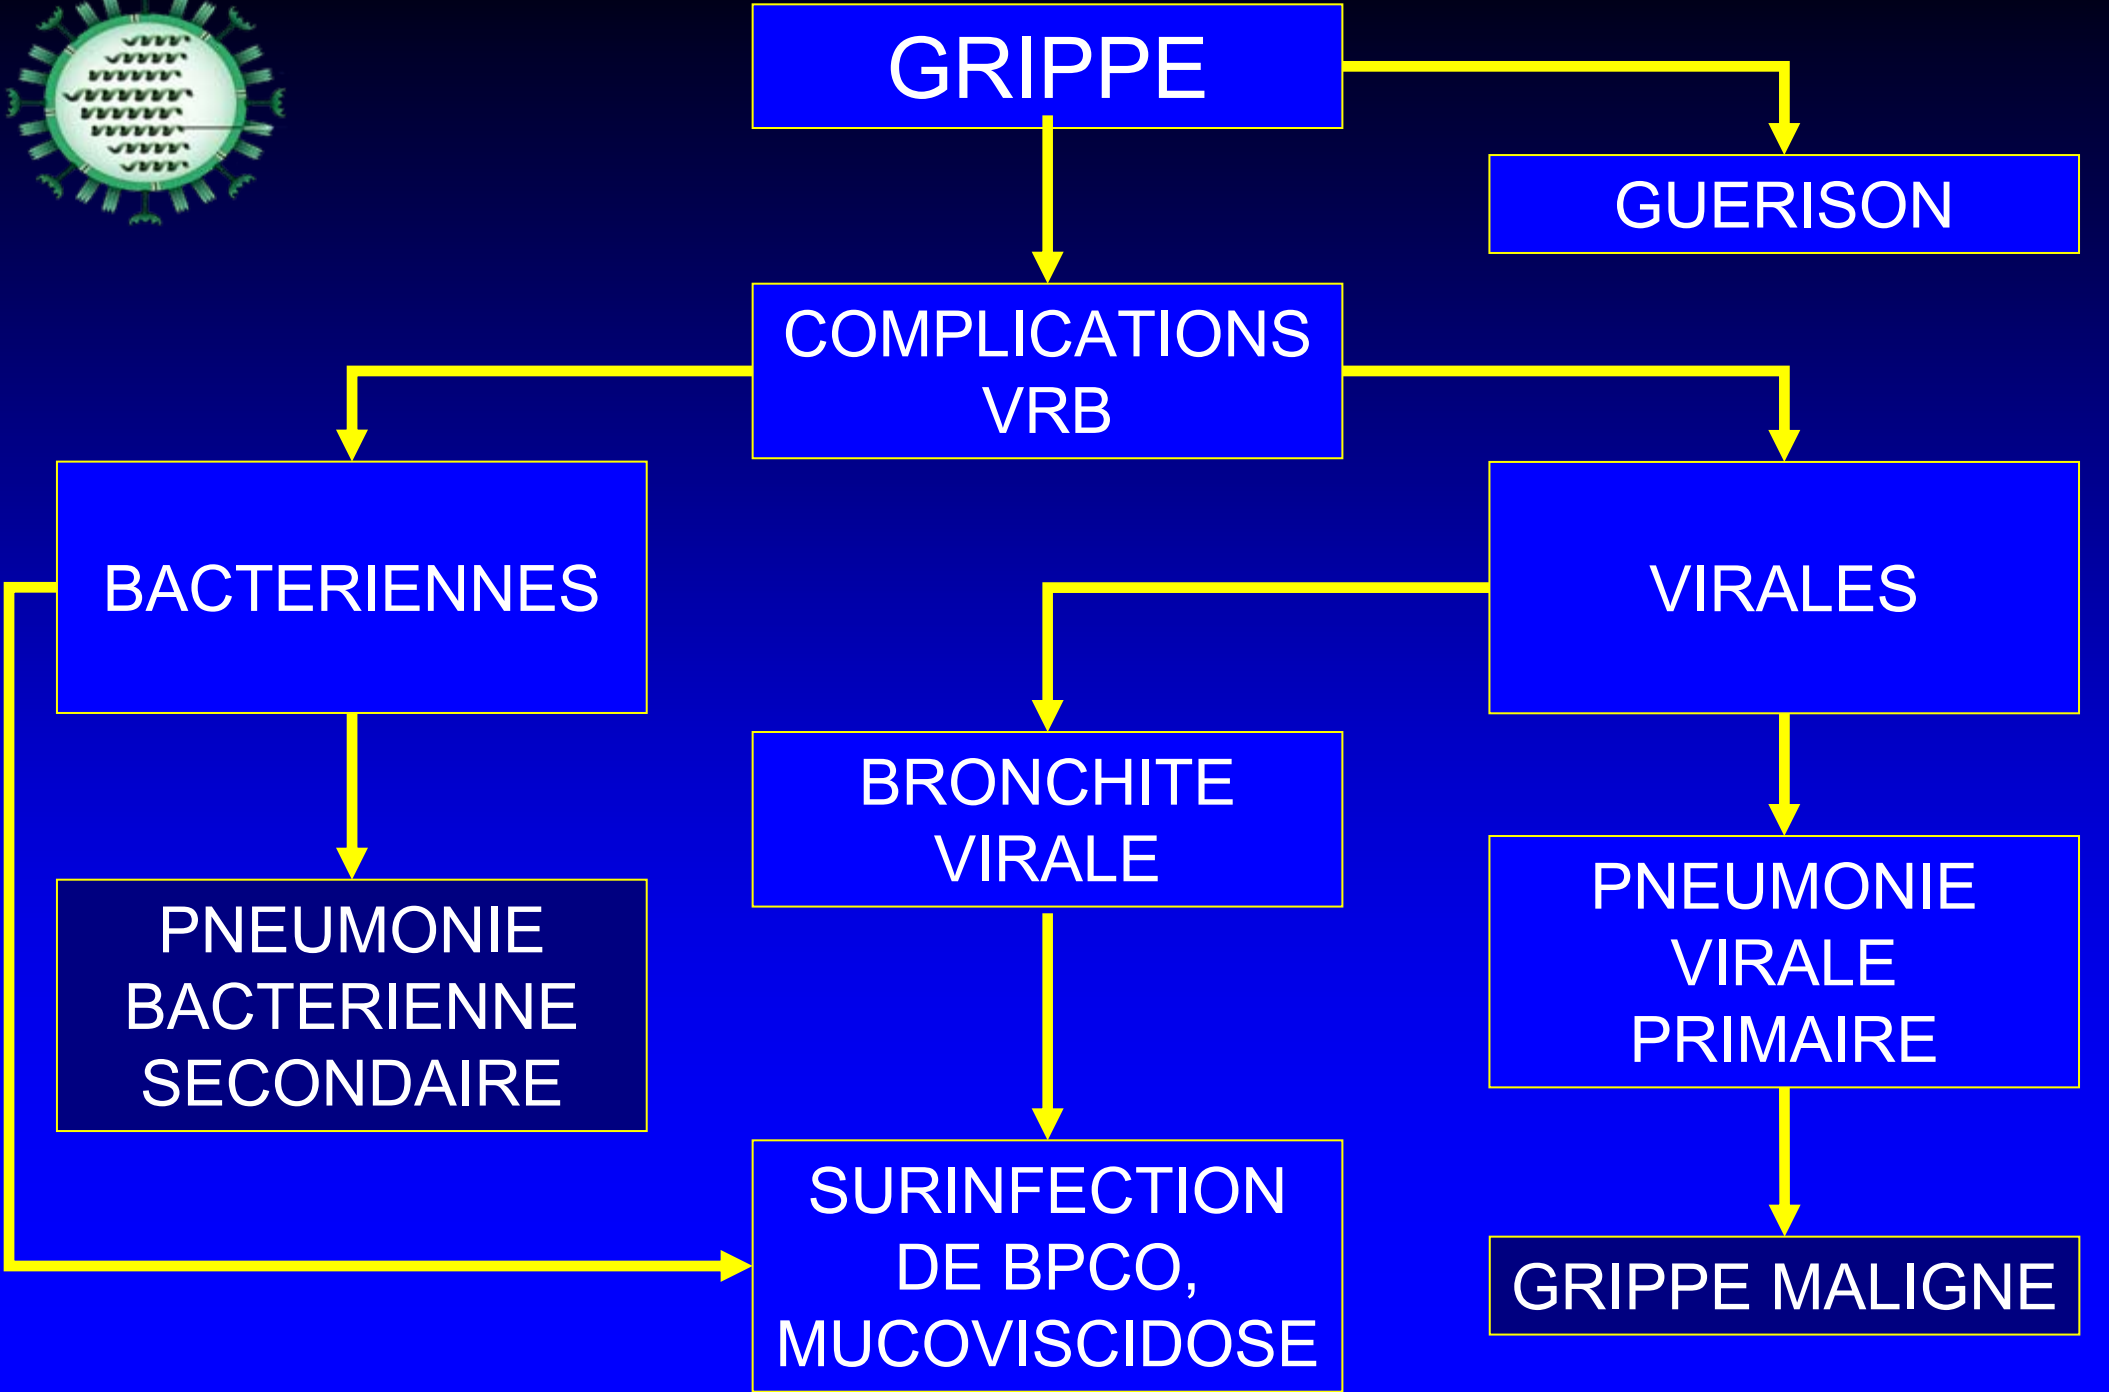 GRIPPE
GUERISON
COMPLICATIONS
VRB
BACTERIENNES
VIRALES
BRONCHITE
VIRALE
PNEUMONIE
VIRALE
PRIMAIRE
PNEUMONIE
BACTERIENNE
SECONDAIRE
SURINFECTION
DE BPCO,
MUCOVISCIDOSE
GRIPPE MALIGNE